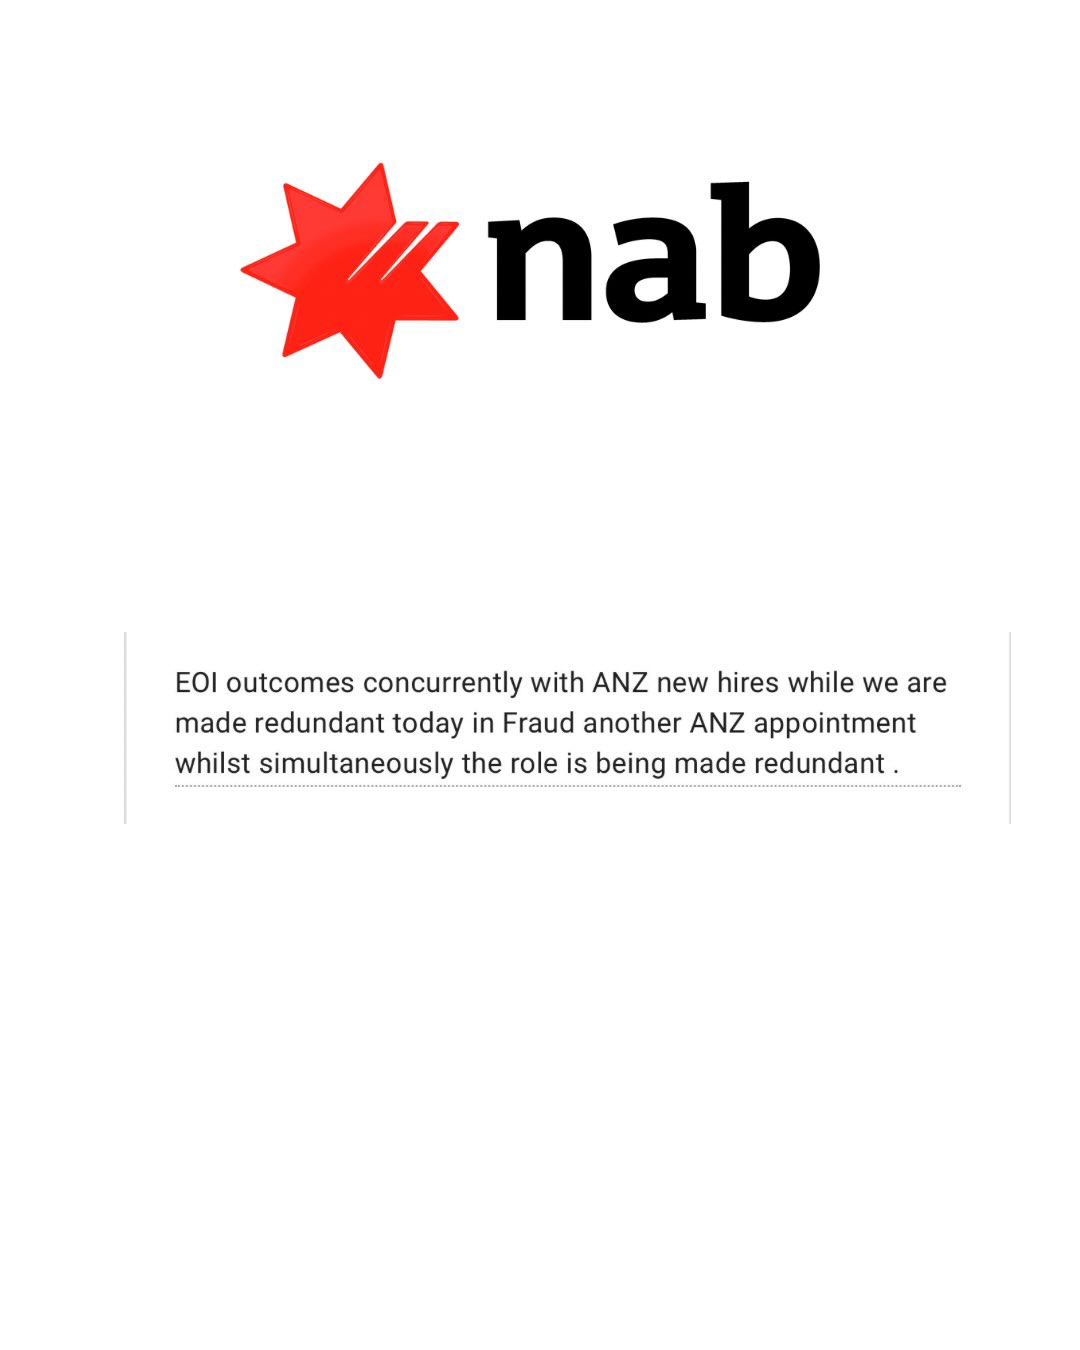 nab
EOI outcomes concurrently with ANZ new hires while we are
made redundant today in Fraud another ANZ appointment
whilst simultaneously the role is being made redundant .